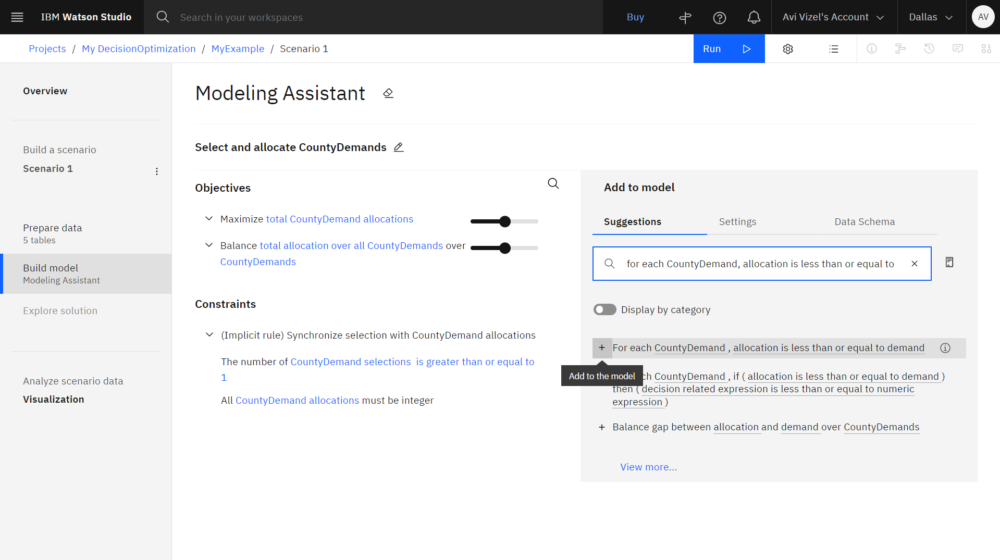 IBM Watson Studio
Search in your workspaces
Buy
Avi Vizel's Account
Dallas
AV
Projects / My DecisionOptimization / MyExample / Scenario 1
Run
Overview
Build a scenario
Scenario 1
Prepare data
5 tables
Build model
Modeling Assistant
Explore solution
Analyze scenario data
Visualization
Modeling Assistant
Select and allocate CountyDemands
Objectives
Maximize total CountyDemand allocations
Balance total allocation over all CountyDemands over
CountyDemands
Constraints
(Implicit rule) Synchronize selection with CountyDemand allocations
The number of CountyDemand selections is greater than or equal to
1
All CountyDemand allocations must be integer
Add to model
Suggestions
Settings
Data Schema
for each CountyDemand, allocation is less than or equal to
Display by category
For each CountyDemand , allocation is less than or equal to demand
Add to the model
ch CountyDemand , if ( allocation is less than or equal to demand )
then ( decision related expression is less than or equal to numeric
expression )
Balance gap between allocation and demand over CountyDemands
View more...